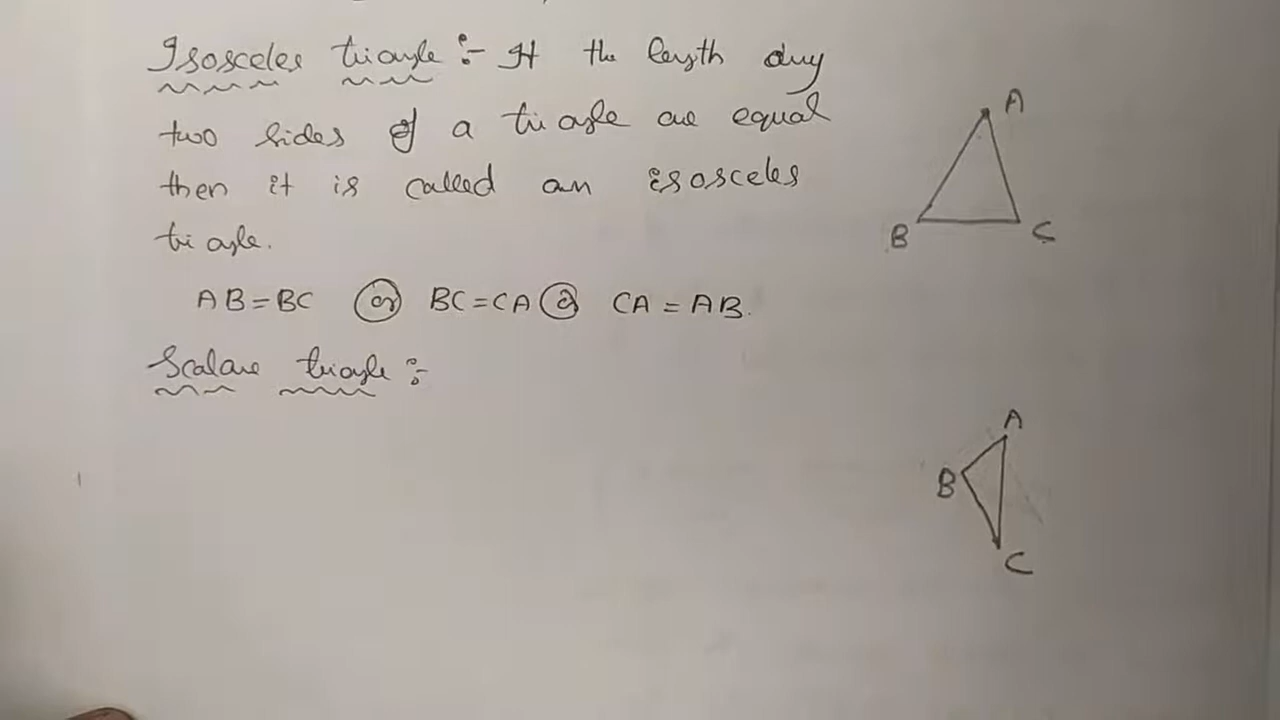 Isosceles triangle :- If the length any
two sides of a triangle are equal
then it is called an isosceles
triangle.
AB = BC or BC = CA or CA = AB.
Scalane triangle :-
A
B
C
A
B
C